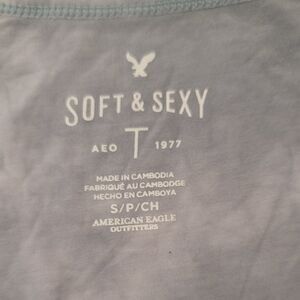 SOFT & SEXY
AEO T 1977
MADE IN CAMBODIA
FABRIQUÉ AU CAMBODGE
HECHO EN CAMBOYA
S/P/CH
AMERICAN EAGLE
OUTFITTERS